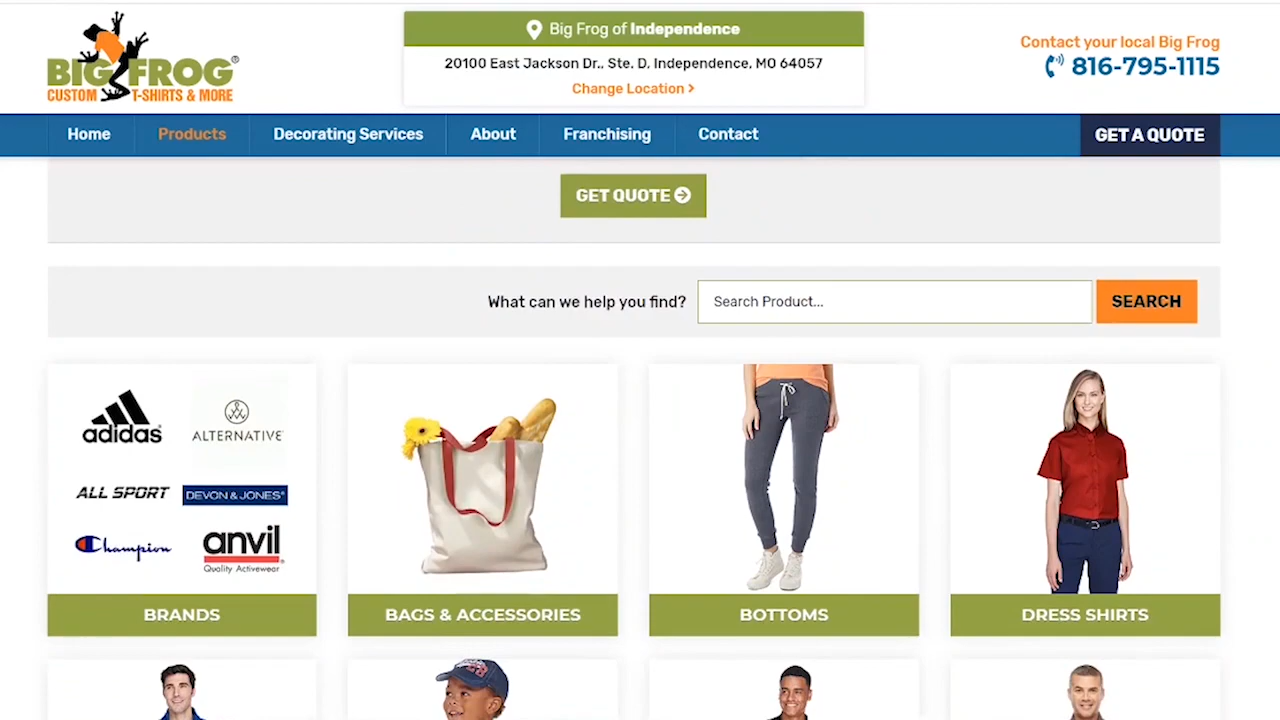 BIG FROG®
CUSTOM T-SHIRTS & MORE
Big Frog of Independence
20100 East Jackson Dr.. Ste. D. Independence, MO 64057
Change Location >
Contact your local Big Frog
816-795-1115
Home
Products
Decorating Services
About
Franchising
Contact
GET A QUOTE
GET QUOTE
What can we help you find?
Search Product...
SEARCH
adidas
ALTERNATIVE
ALL SPORT
DEVON & JONES®
Champion
anvil®
Quality Activewear
BRANDS
BAGS & ACCESSORIES
BOTTOMS
DRESS SHIRTS